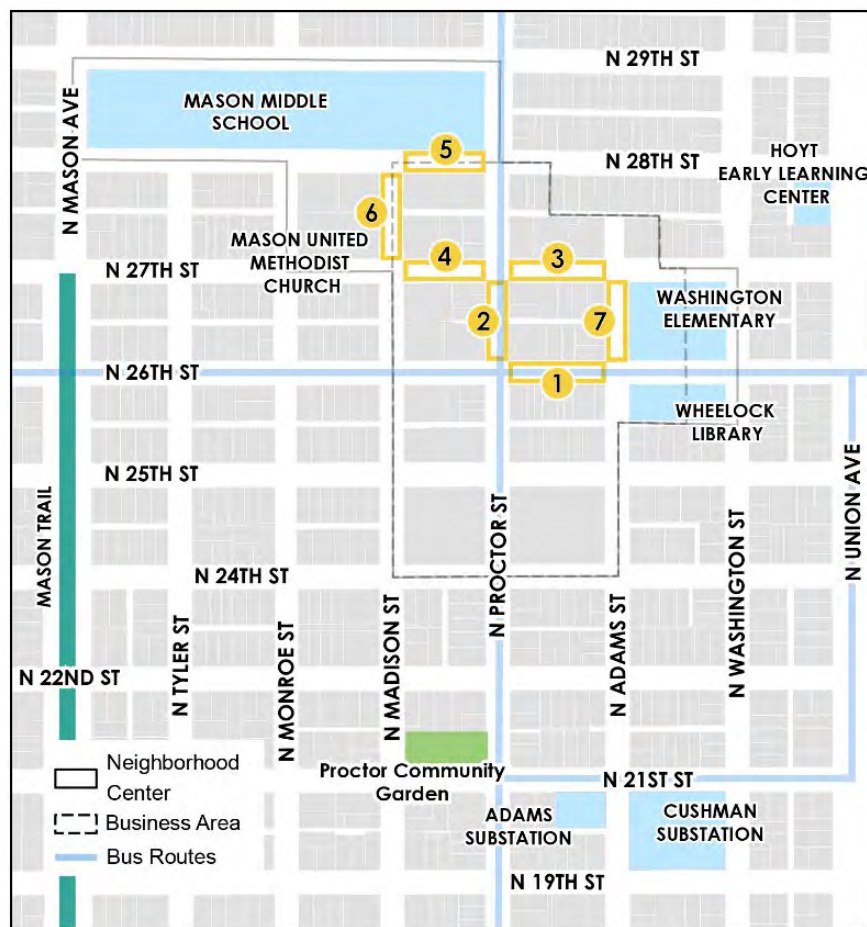 N 29TH ST
MASON MIDDLE
SCHOOL
N MASON AVE
5
N 28TH ST
HOYT
EARLY LEARNING
CENTER
6
MASON UNITED
METHODIST
CHURCH
N 27TH ST
4
3
2
7
WASHINGTON
ELEMENTARY
N 26TH ST
1
WHEELOCK
LIBRARY
N 25TH ST
MASON TRAIL
N PROCTOR ST
N UNION AVE
N 24TH ST
N TYLER ST
N MONROE ST
N MADISON ST
N ADAMS ST
N WASHINGTON ST
N 22ND ST
Neighborhood
Center
Business Area
Bus Routes
Proctor Community
Garden
N 21ST ST
ADAMS
SUBSTATION
CUSHMAN
SUBSTATION
N 19TH ST